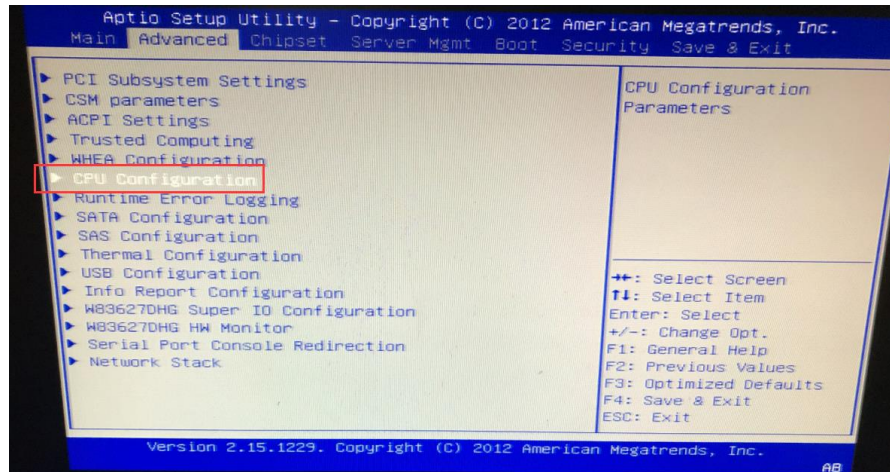 Aptio Setup Utility - Copyright (C) 2012 American Megatrends, Inc.
Main Advanced Chipset Server Mgmt Boot Security Save & Exit
PCI Subsystem Settings
CSM parameters
ACPI Settings
Trusted Computing
WHEA Configuration
CPU Configuration
Runtime Error Logging
SATA Configuration
SAS Configuration
Thermal Configuration
USB Configuration
Info Report Configuration
W83627DHG Super IO Configuration
W83627DHG HW Monitor
Serial Port Console Redirection
Network Stack
CPU Configuration
Parameters
→←: Select Screen
↑↓: Select Item
Enter: Select
+/-: Change Opt.
F1: General Help
F2: Previous Values
F3: Optimized Defaults
F4: Save & Exit
ESC: Exit
Version 2.15.1229. Copyright (C) 2012 American Megatrends, Inc.
AB